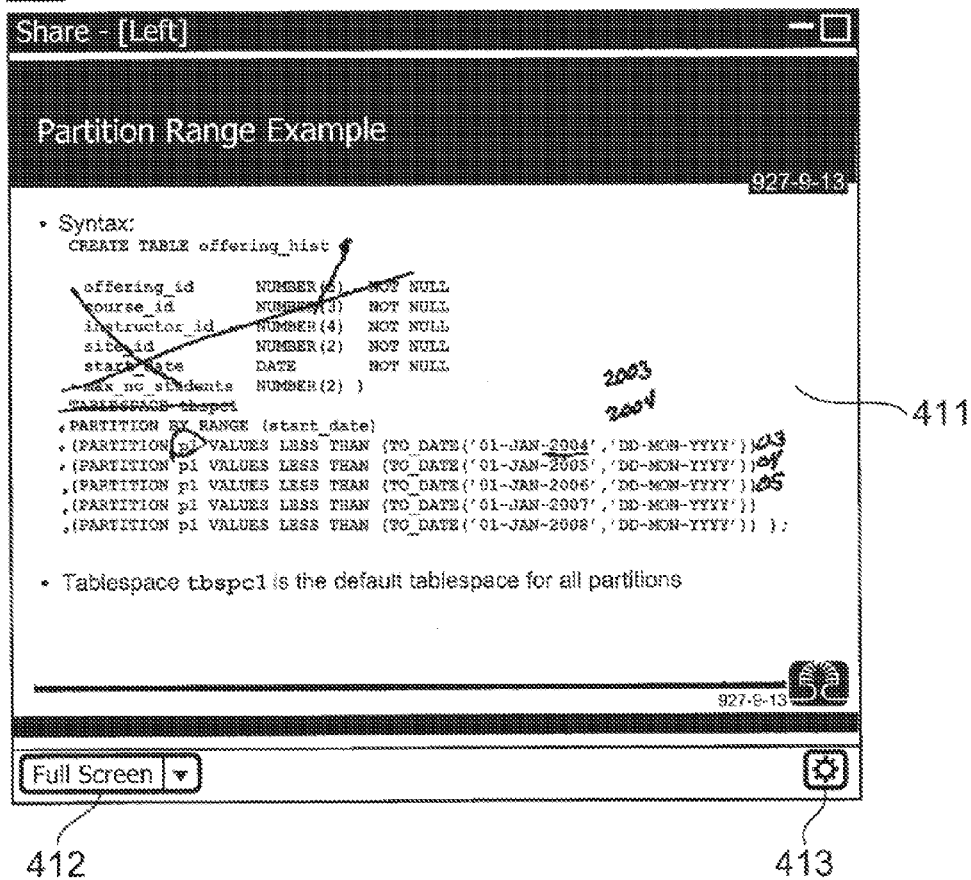 Share - [Left]
Partition Range Example
927-9-13
• Syntax:
CREATE TABLE offering_hist
offering_id NUMBER( ) NOT NULL
course_id NUMBER(3) NOT NULL
instructor_id NUMBER(4) NOT NULL
site_id NUMBER(2) NOT NULL
start_date DATE NOT NULL
max_no_students NUMBER(2) )
2003
TABLESPACE tbspc1
2004
PARTITION BY RANGE (start_date)
(PARTITION p1 VALUES LESS THAN (TO_DATE('01-JAN-2004','DD-MON-YYYY')) 03
,(PARTITION p1 VALUES LESS THAN (TO_DATE('01-JAN-2005','DD-MON-YYYY')) 04
,(PARTITION p1 VALUES LESS THAN (TO_DATE('01-JAN-2006','DD-MON-YYYY')) 05
,(PARTITION p1 VALUES LESS THAN (TO_DATE('01-JAN-2007','DD-MON-YYYY'))
,(PARTITION p1 VALUES LESS THAN (TO_DATE('01-JAN-2008','DD-MON-YYYY')) );
• Tablespace tbspc1 is the default tablespace for all partitions
927-9-13
Full Screen
411
412
413